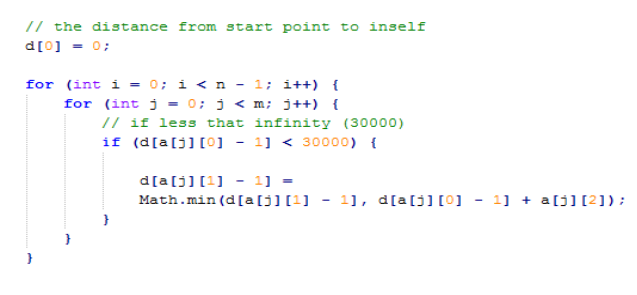 // the distance from start point to inself
d[0] = 0;
for (int i = 0; i < n - 1; i++) {
for (int j = 0; j < m; j++) {
// if less that infinity (30000)
if (d[a[j][0] - 1] < 30000) {
d[a[j][1] - 1] =
Math.min(d[a[j][1] - 1], d[a[j][0] - 1] + a[j][2]);
}
}
}